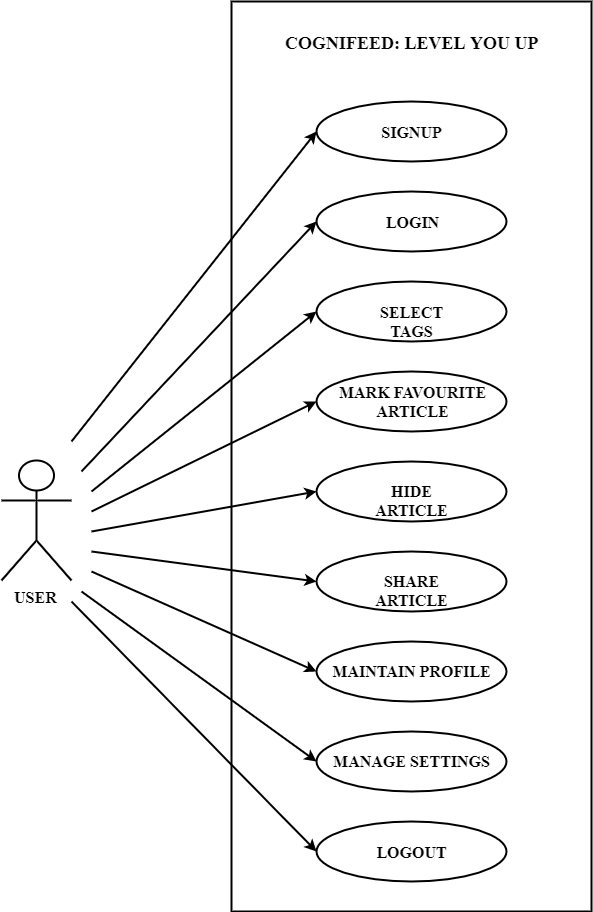 COGNIFEED: LEVEL YOU UP
SIGNUP
LOGIN
SELECT
TAGS
MARK FAVOURITE
ARTICLE
HIDE
ARTICLE
SHARE
ARTICLE
USER
MAINTAIN PROFILE
MANAGE SETTINGS
LOGOUT